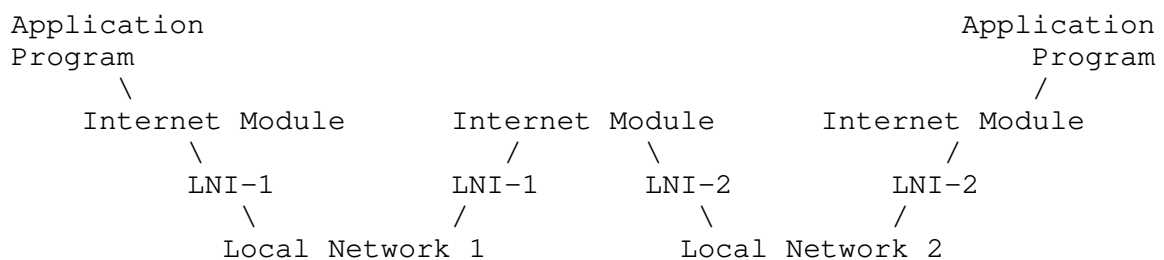 Application Application
Program Program
\ /
Internet Module Internet Module Internet Module
\ / \ /
LNI-1 LNI-1 LNI-2 LNI-2
\ / \ /
Local Network 1 Local Network 2